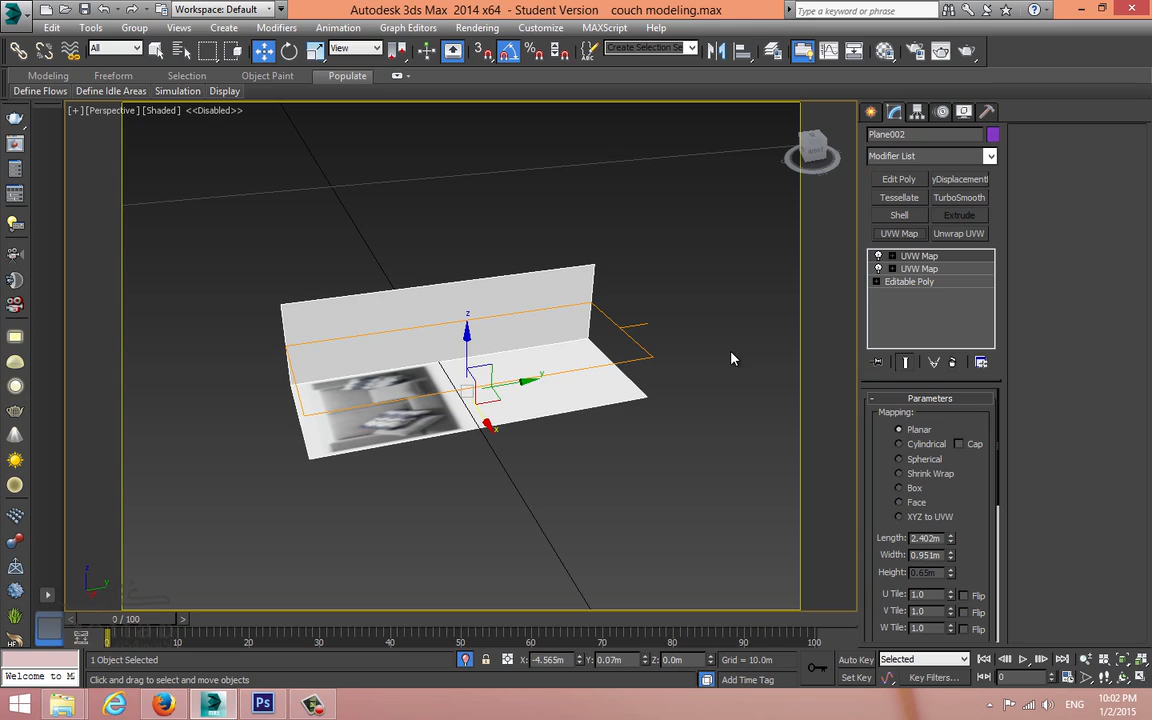 Workspace: Default
Autodesk 3ds Max 2014 x64 - Student Version couch modeling.max
Type a keyword or phrase
Edit Tools Group Views Create Modifiers Animation Graph Editors Rendering Customize MAXScript Help
All
View
Create Selection Se
Modeling Freeform Selection Object Paint Populate
Define Flows Define Idle Areas Simulation Display
[+] [Perspective] [Shaded] <<Disabled>>
Plane002
Modifier List
Edit Poly yDisplacement
Tessellate TurboSmooth
Shell Extrude
UVW Map Unwrap UVW
UVW Map
UVW Map
Editable Poly
z
y
x
Parameters
Mapping:
Planar
Cylindrical Cap
Spherical
Shrink Wrap
Box
Face
XYZ to UVW
Length: 2.402m
Width: 0.951m
Height: 0.65m
U Tile: 1.0 Flip
V Tile: 1.0 Flip
W Tile: 1.0 Flip
z
y
0 / 100
0 10 20 30 40 50 60 70 80 90 100
1 Object Selected
X: -4.565m Y: 0.07m Z: 0.0m Grid = 10.0m
Auto Key Selected
Welcome to M
Click and drag to select and move objects
Add Time Tag
Set Key Key Filters... 0
Ps
ENG
10:02 PM
1/2/2015